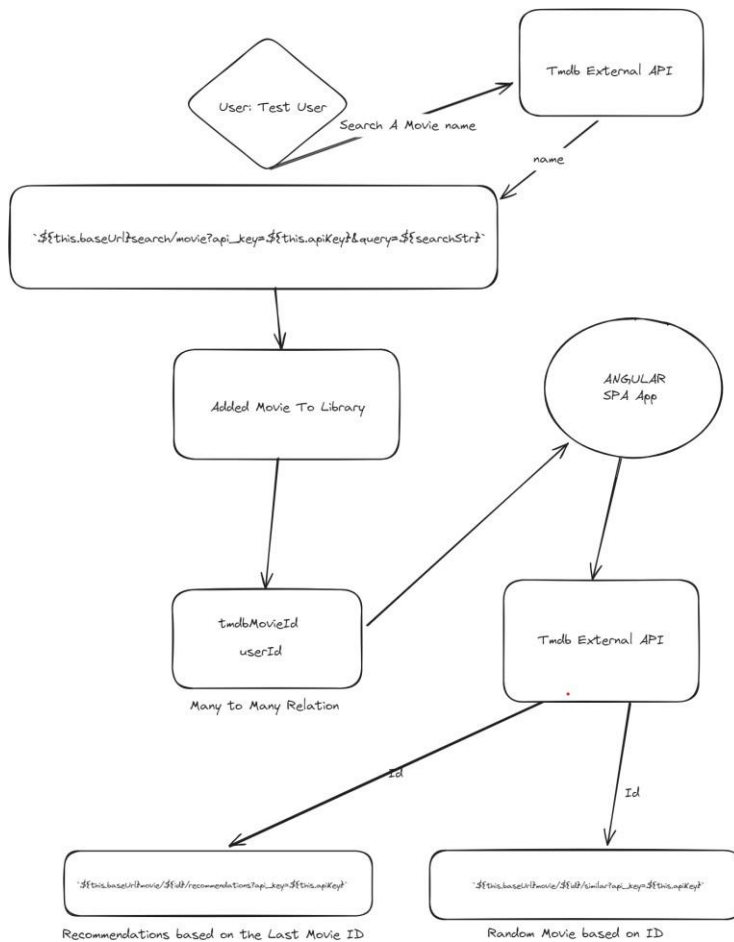 Tmdb External API
User: Test User
Search A Movie name
name
`${this.baseUrl}search/movie?api_key=${this.apiKey}&query=${searchStr}`
Added Movie To Library
ANGULAR
SPA App
tmdbMovieId
userId
Many to Many Relation
Tmdb External API
Id
Id
`${this.baseUrl}movie/${id}/recommendations?api_key=${this.apiKey}`
`${this.baseUrl}movie/${id}/similar?api_key=${this.apiKey}`
Recommendations based on the Last Movie ID
Random Movie based on ID